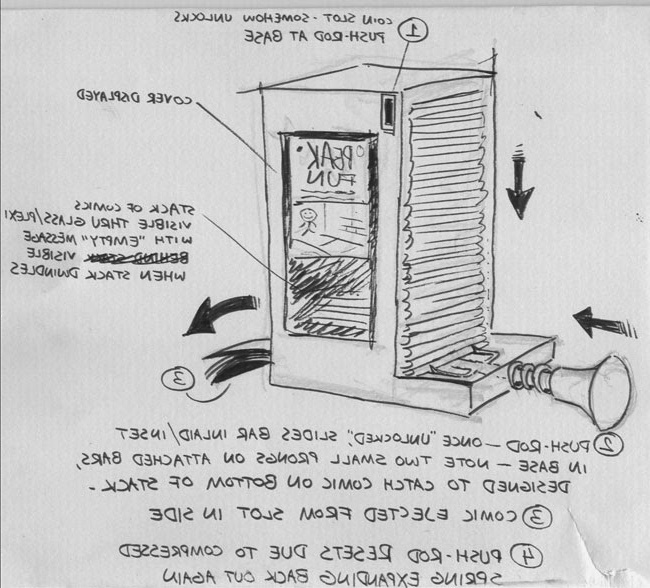 1 COIN SLOT - SOMEHOW UNLOCKS
PUSH-ROD AT BASE
COVER DISPLAYED
PEAK
FUN
STACK OF COMICS
VISIBLE THRU GLASS/PLEXI
WITH "EMPTY" MESSAGE
BEHIND VISIBLE
WHEN STACK DWINDLES
3
2 PUSH-ROD — ONCE "UNLOCKED", SLIDES BAR INLAID/INSET
IN BASE — NOTE TWO SMALL PRONGS ON ATTACHED BARS,
DESIGNED TO CATCH COMIC ON BOTTOM OF STACK.
3 COMIC EJECTED FROM SLOT IN SIDE
4 PUSH-ROD RESETS DUE TO COMPRESSED
SPRING EXPANDING BACK OUT AGAIN